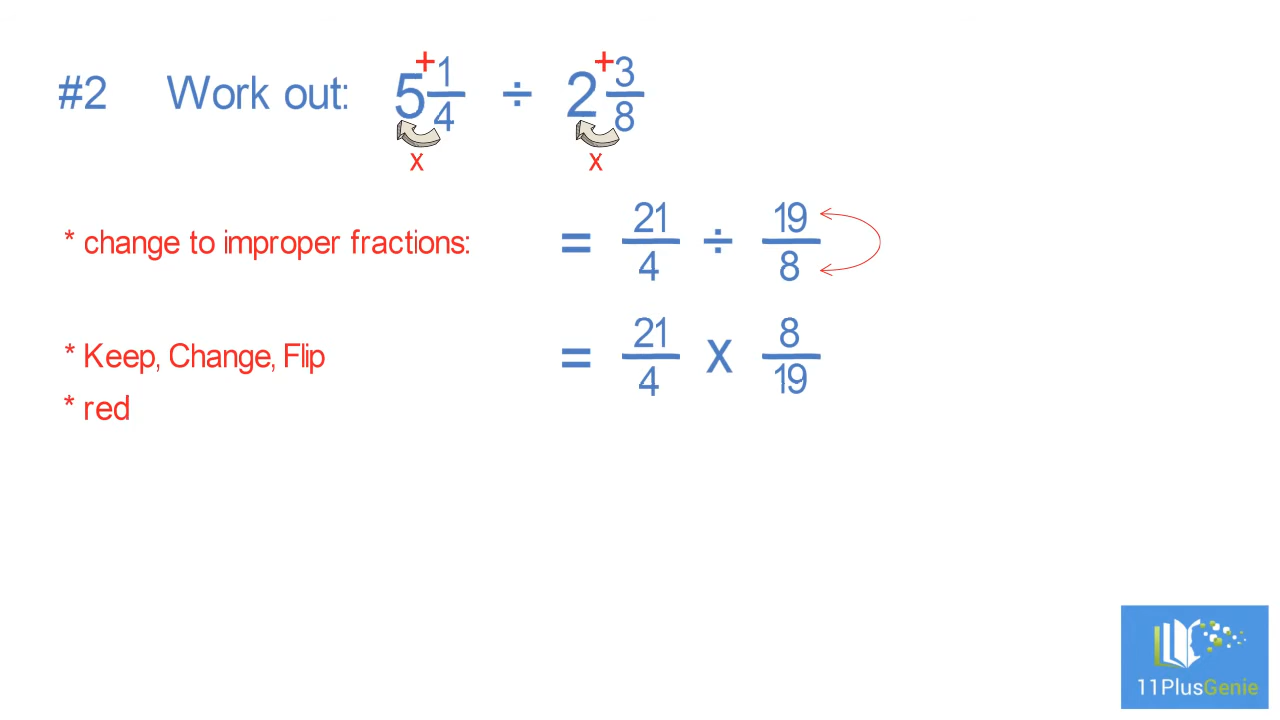 #2 Work out: 5 + 1/4 ÷ 2 + 3/8
x x
* change to improper fractions: = 21/4 ÷ 19/8
* Keep, Change, Flip = 21/4 x 8/19
* red
11PlusGenie